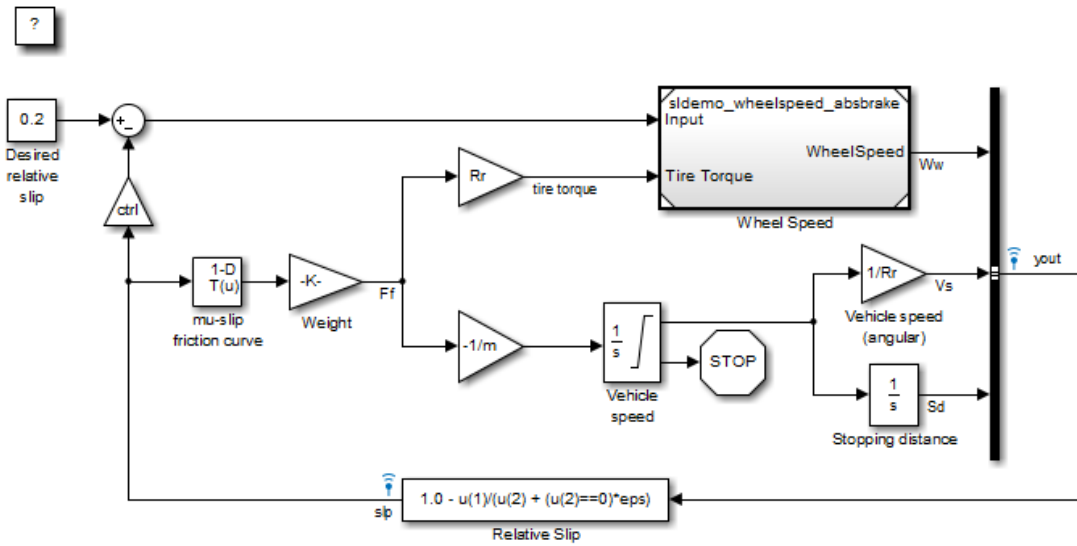 ?
0.2
+
-
Desired
relative
slip
ctrl
1-D
T(u)
mu-slip
friction curve
-K-
Weight
Ff
Rr
tire torque
sldemo_wheelspeed_absbrake
Input
WheelSpeed
Tire Torque
Wheel Speed
Ww
-1/m
1
s
Vehicle
speed
STOP
1/Rr
Vs
Vehicle speed
(angular)
1
s
Sd
Stopping distance
yout
slp
1.0 - u(1)/(u(2) + (u(2)==0)*eps)
Relative Slip